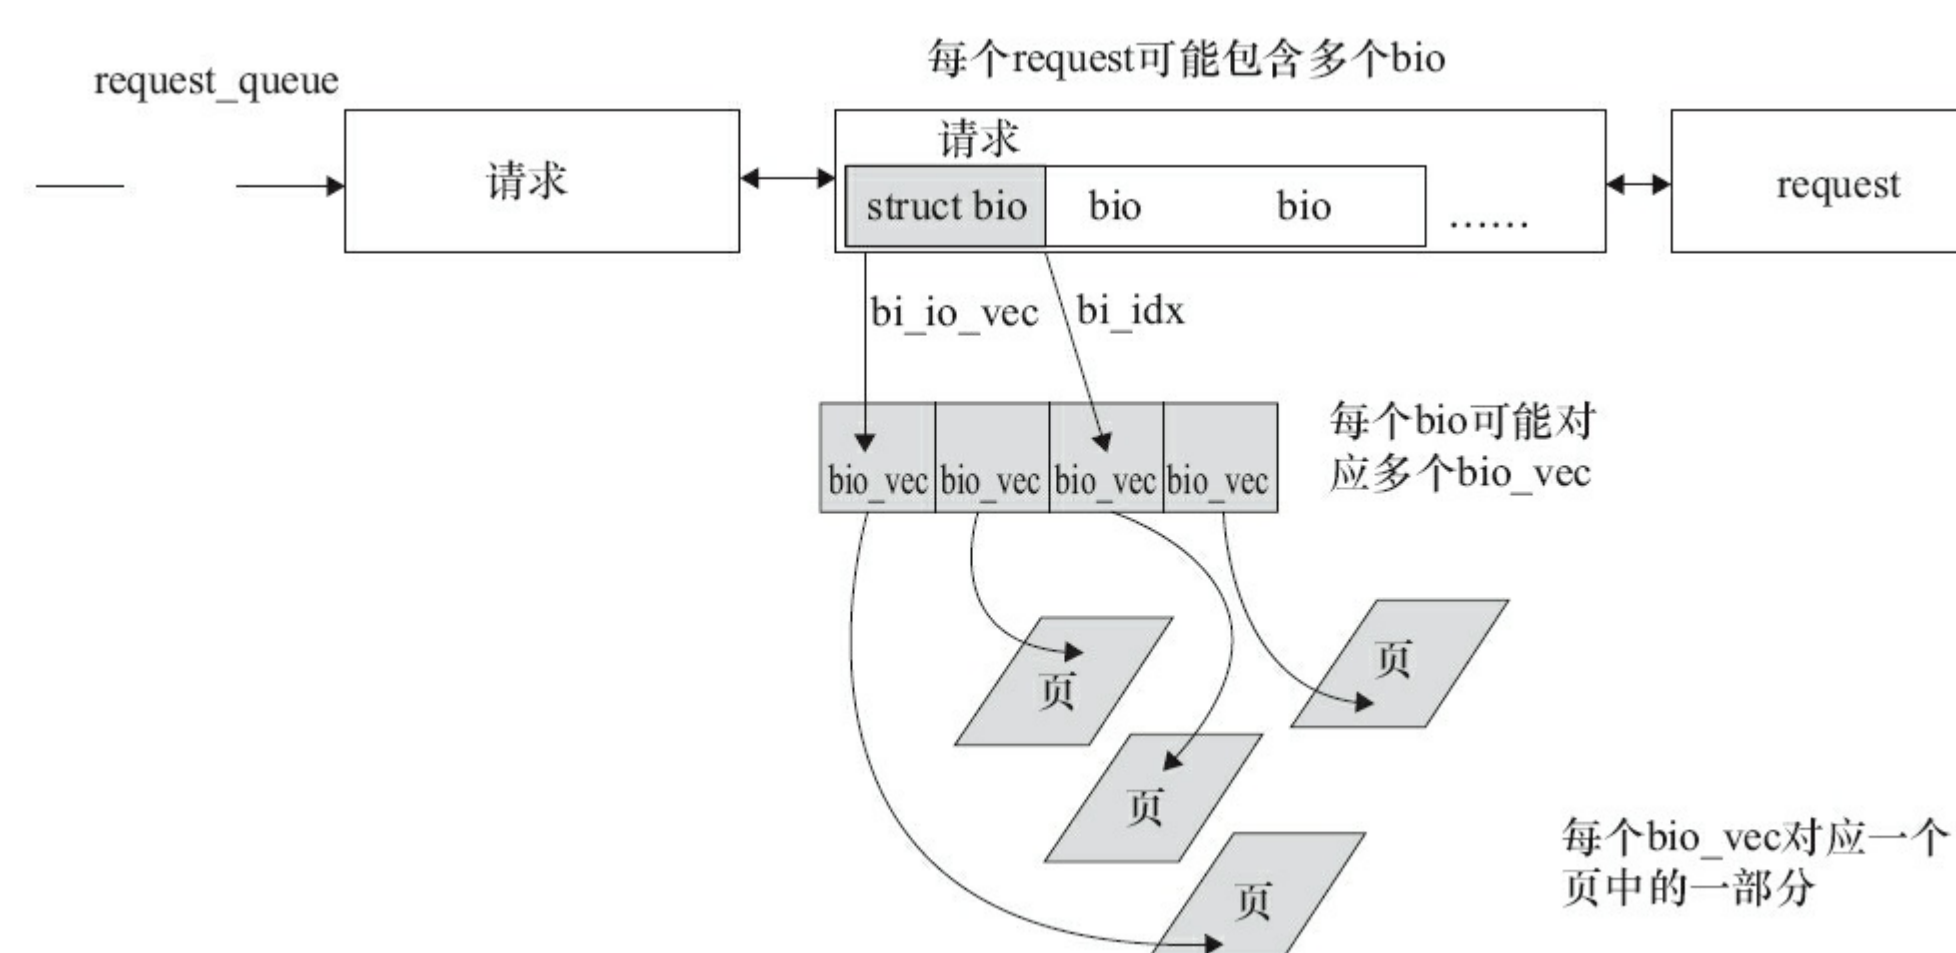 每个request可能包含多个bio
request_queue
请求
请求
struct bio
bio
bio
……
request
bi_io_vec
bi_idx
bio_vec
bio_vec
bio_vec
bio_vec
每个bio可能对
应多个bio_vec
页
页
页
页
每个bio_vec对应一个
页中的一部分